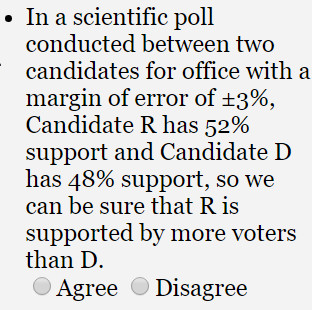 • In a scientific poll
conducted between two
candidates for office with a
margin of error of ±3%,
Candidate R has 52%
support and Candidate D
has 48% support, so we
can be sure that R is
supported by more voters
than D.
Agree Disagree